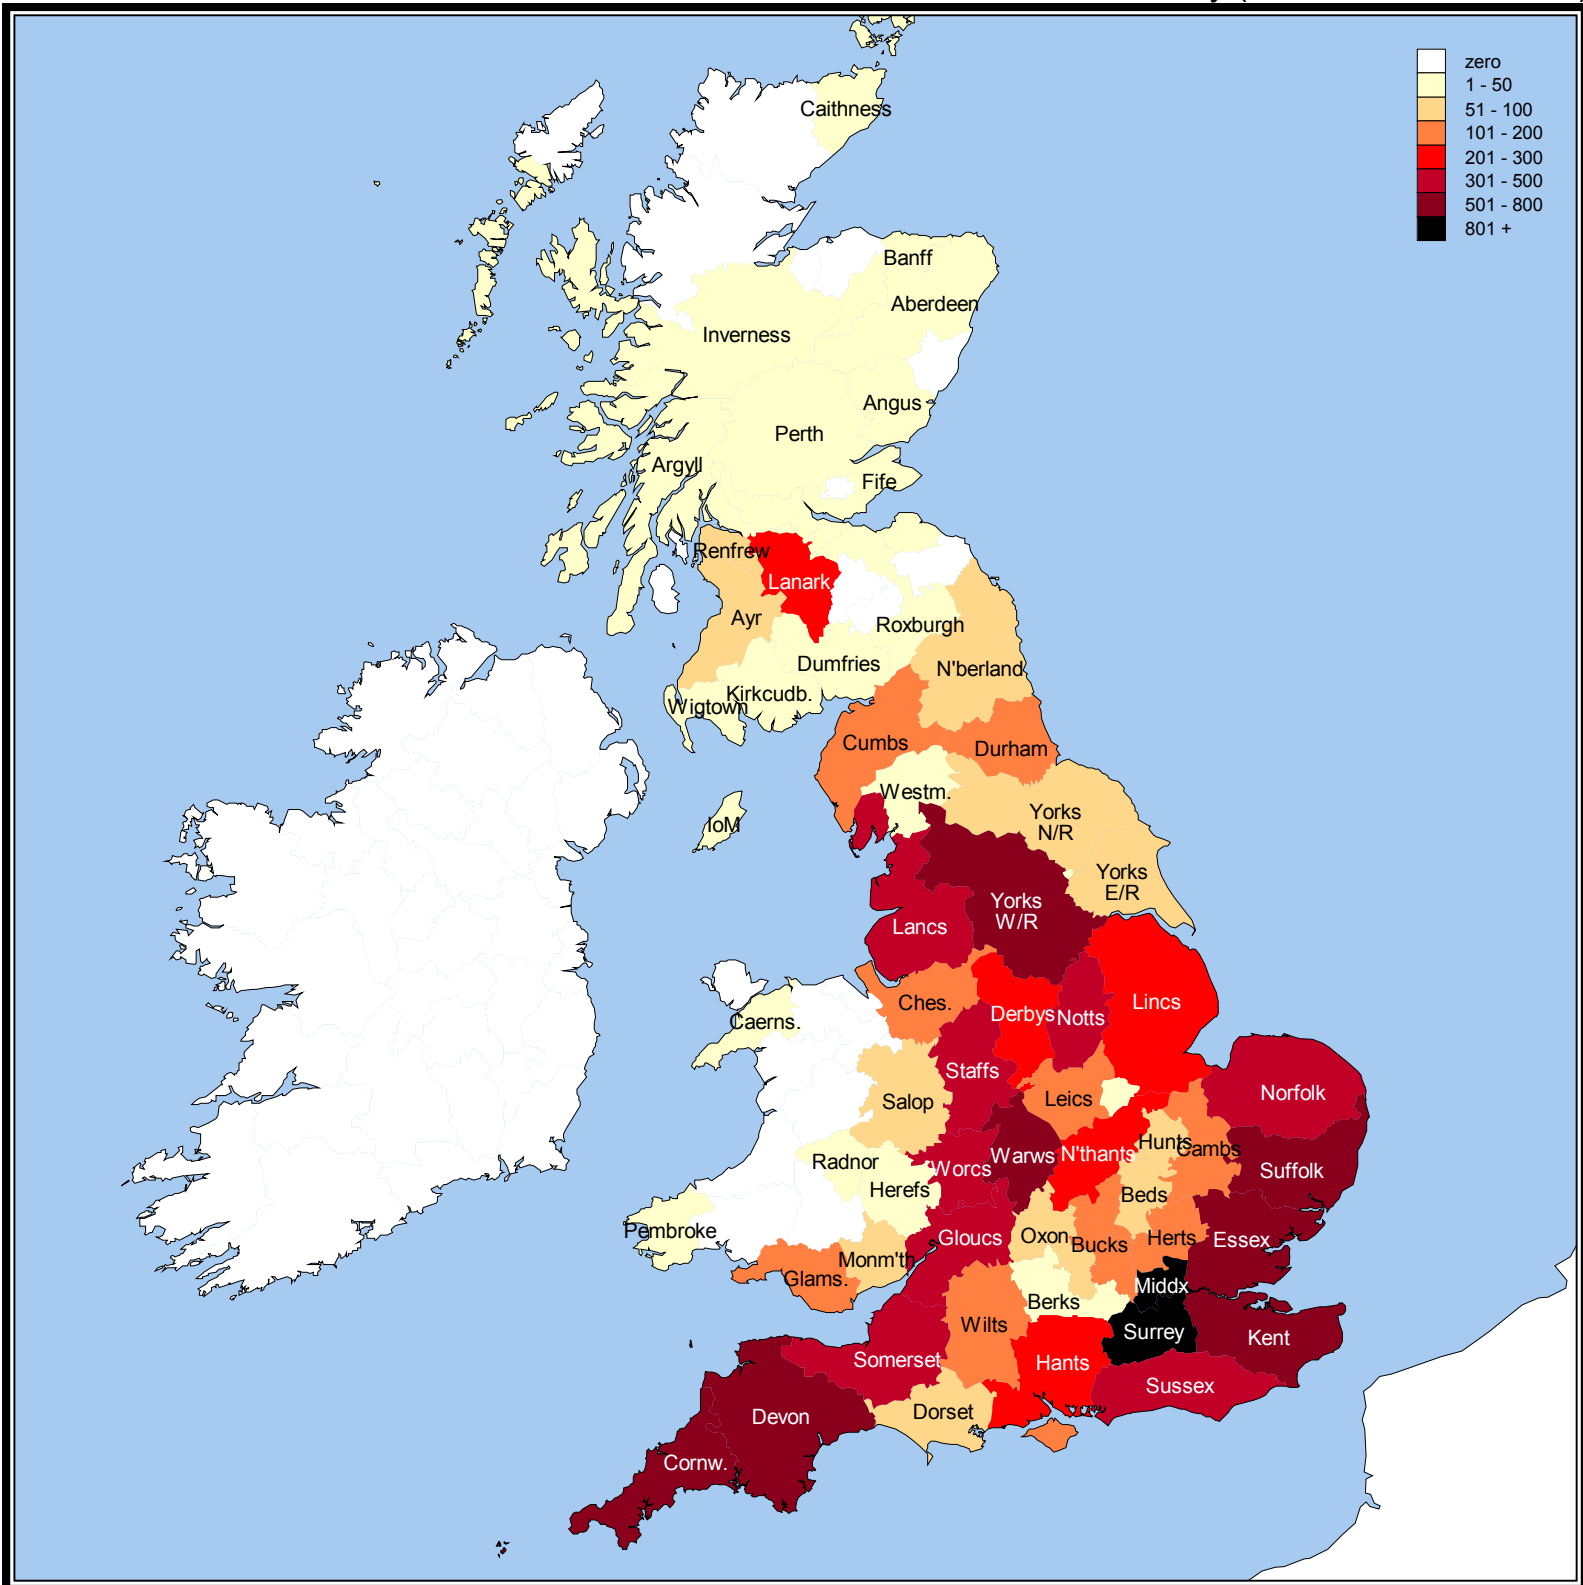 zero
1 - 50
51 - 100
101 - 200
201 - 300
301 - 500
501 - 800
801 +
Caithness
Banff
Aberdeen
Inverness
Angus
Perth
Argyll
Fife
Renfrew
Lanark
Ayr
Roxburgh
Dumfries
N'berland
Kirkcudb.
Wigtown
Cumbs
Durham
Westm.
IoM
Yorks
N/R
Yorks
E/R
Yorks
W/R
Lancs
Ches.
Derbys
Notts
Lincs
Caerns.
Staffs
Salop
Leics
Norfolk
Hunts
Cambs
N'thants
Warws
Worcs
Radnor
Herefs
Suffolk
Beds
Pembroke
Gloucs
Oxon
Bucks
Herts
Essex
Monm'th
Glams.
Middx
Berks
Wilts
Surrey
Kent
Somerset
Hants
Sussex
Dorset
Devon
Cornw.